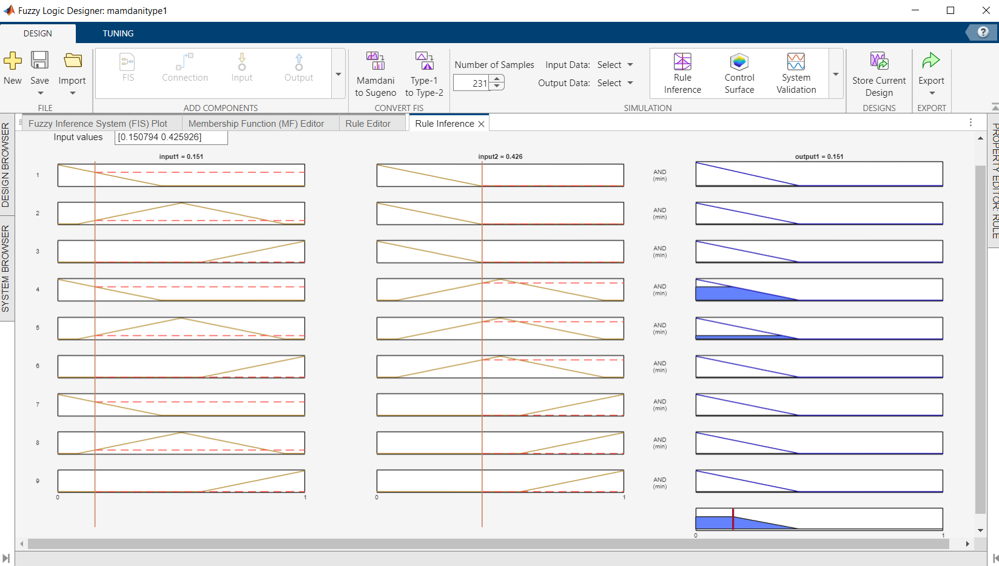 Fuzzy Logic Designer: mamdanitype1
DESIGN
TUNING
New
Save
Import
FILE
FIS
Connection
Input
Output
ADD COMPONENTS
Mamdani
to Sugeno
Type-1
to Type-2
CONVERT FIS
Number of Samples
231
Input Data: Select
Output Data: Select
Rule
Inference
Control
Surface
System
Validation
SIMULATION
Store Current
Design
DESIGNS
Export
EXPORT
DESIGN BROWSER
SYSTEM BROWSER
Fuzzy Inference System (FIS) Plot
Membership Function (MF) Editor
Rule Editor
Rule Inference
PROPERTY EDITOR: RULE
Input values [0.150794 0.425926]
input1 = 0.151
input2 = 0.426
output1 = 0.151
1
AND
(min)
2
AND
(min)
3
AND
(min)
4
AND
(min)
5
AND
(min)
6
AND
(min)
7
AND
(min)
8
AND
(min)
9
AND
(min)
0 1
0 1
0 1